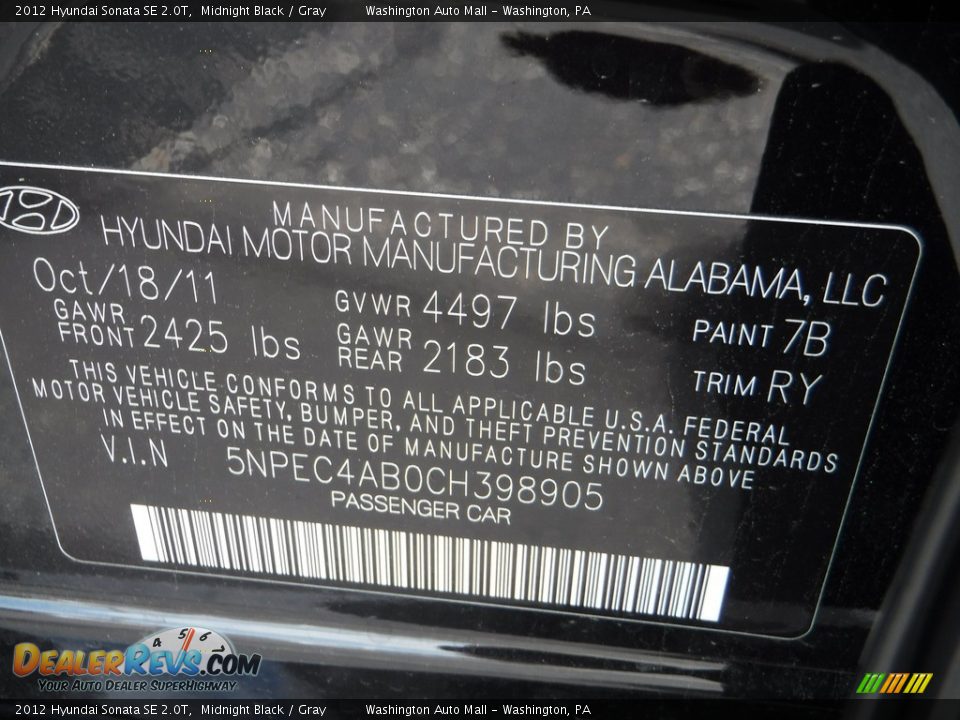 2012 Hyundai Sonata SE 2.0T, Midnight Black / Gray Washington Auto Mall - Washington, PA
MANUFACTURED BY
HYUNDAI MOTOR MANUFACTURING ALABAMA, LLC
Oct/18/11
GAWR FRONT 2425 lbs
GVWR 4497 lbs
GAWR REAR 2183 lbs
PAINT 7B
TRIM RY
THIS VEHICLE CONFORMS TO ALL APPLICABLE U.S.A. FEDERAL
MOTOR VEHICLE SAFETY, BUMPER, AND THEFT PREVENTION STANDARDS
IN EFFECT ON THE DATE OF MANUFACTURE SHOWN ABOVE
V.I.N 5NPEC4AB0CH398905
PASSENGER CAR
4 5 6 7
DEALERREVS.COM
YOUR AUTO DEALER SUPERHIGHWAY
2012 Hyundai Sonata SE 2.0T, Midnight Black / Gray Washington Auto Mall - Washington, PA